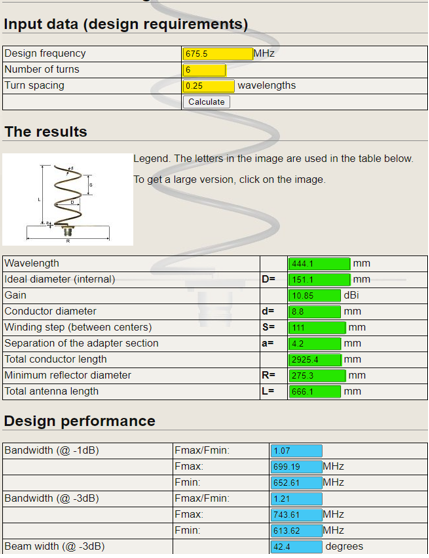 Input data (design requirements)
Design frequency 675.5 MHz
Number of turns 6
Turn spacing 0.25 wavelengths
Calculate
The results
Legend. The letters in the image are used in the table below.
To get a large version, click on the image.
L
D
S
R
Wavelength 444.1 mm
Ideal diameter (internal) D= 151.1 mm
Gain 10.85 dBi
Conductor diameter d= 8.8 mm
Winding step (between centers) S= 111 mm
Separation of the adapter section a= 4.2 mm
Total conductor length 2925.4 mm
Minimum reflector diameter R= 275.3 mm
Total antenna length L= 666.1 mm
Design performance
Bandwidth (@ -1dB) Fmax/Fmin: 1.07
Fmax: 699.19 MHz
Fmin: 652.61 MHz
Bandwidth (@ -3dB) Fmax/Fmin: 1.21
Fmax: 743.61 MHz
Fmin: 613.62 MHz
Beam width (@ -3dB) 42.4 degrees